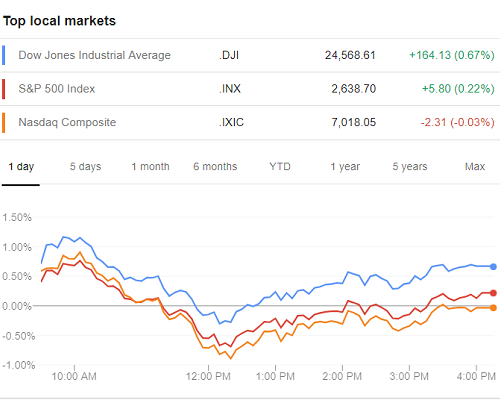 Top local markets
Dow Jones Industrial Average .DJI 24,568.61 +164.13 (0.67%)
S&P 500 Index .INX 2,638.70 +5.80 (0.22%)
Nasdaq Composite .IXIC 7,018.05 -2.31 (-0.03%)
1 day 5 days 1 month 6 months YTD 1 year 5 years Max
1.50%
1.00%
0.50%
0.00%
-0.50%
-1.00%
10:00 AM 12:00 PM 1:00 PM 2:00 PM 3:00 PM 4:00 PM